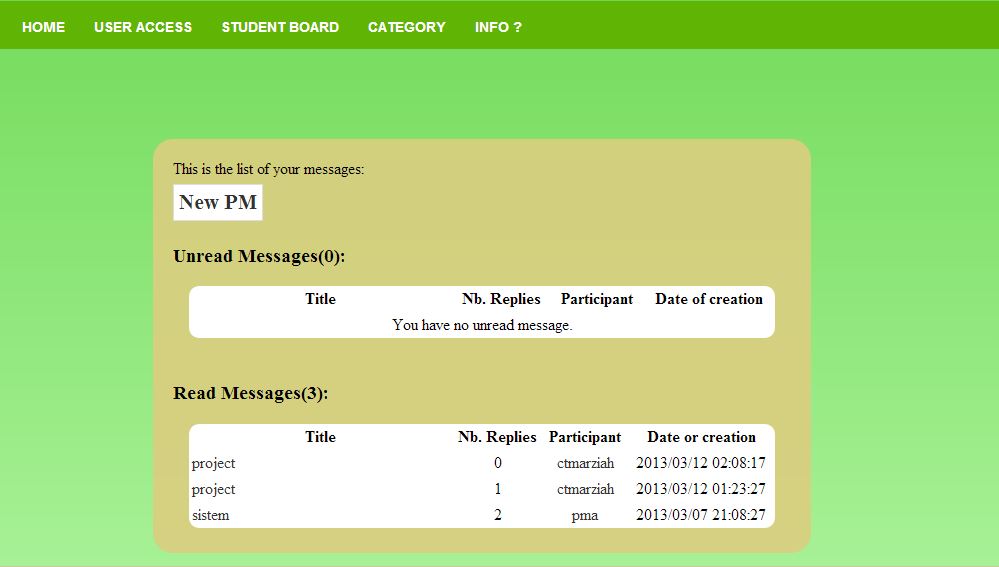 HOME USER ACCESS STUDENT BOARD CATEGORY INFO ?
This is the list of your messages:
New PM
Unread Messages(0):
Title Nb. Replies Participant Date of creation
You have no unread message.
Read Messages(3):
Title Nb. Replies Participant Date or creation
project 0 ctmarziah 2013/03/12 02:08:17
project 1 ctmarziah 2013/03/12 01:23:27
sistem 2 pma 2013/03/07 21:08:27